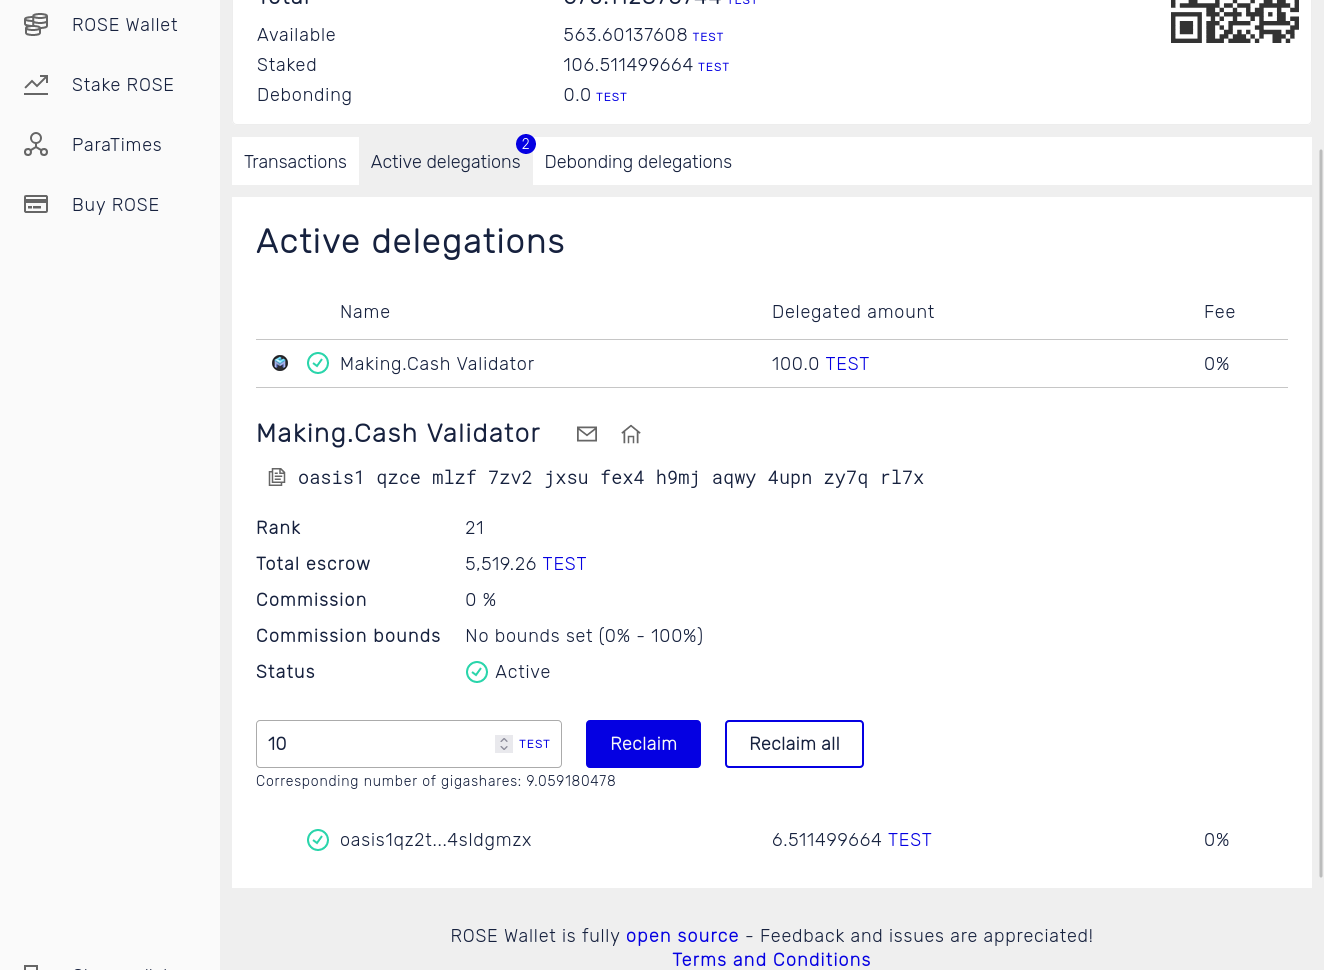 ROSE Wallet
Stake ROSE
ParaTimes
Buy ROSE
Available 563.60137608 TEST
Staked 106.511499664 TEST
Debonding 0.0 TEST
Transactions Active delegations 2 Debonding delegations
Active delegations
Name Delegated amount Fee
Making.Cash Validator 100.0 TEST 0%
Making.Cash Validator
oasis1 qzce mlzf 7zv2 jxsu fex4 h9mj aqwy 4upn zy7q rl7x
Rank 21
Total escrow 5,519.26 TEST
Commission 0 %
Commission bounds No bounds set (0% - 100%)
Status Active
10 TEST Reclaim Reclaim all
Corresponding number of gigashares: 9.059180478
oasis1qz2t...4sldgmzx 6.511499664 TEST 0%
ROSE Wallet is fully open source - Feedback and issues are appreciated!
Terms and Conditions